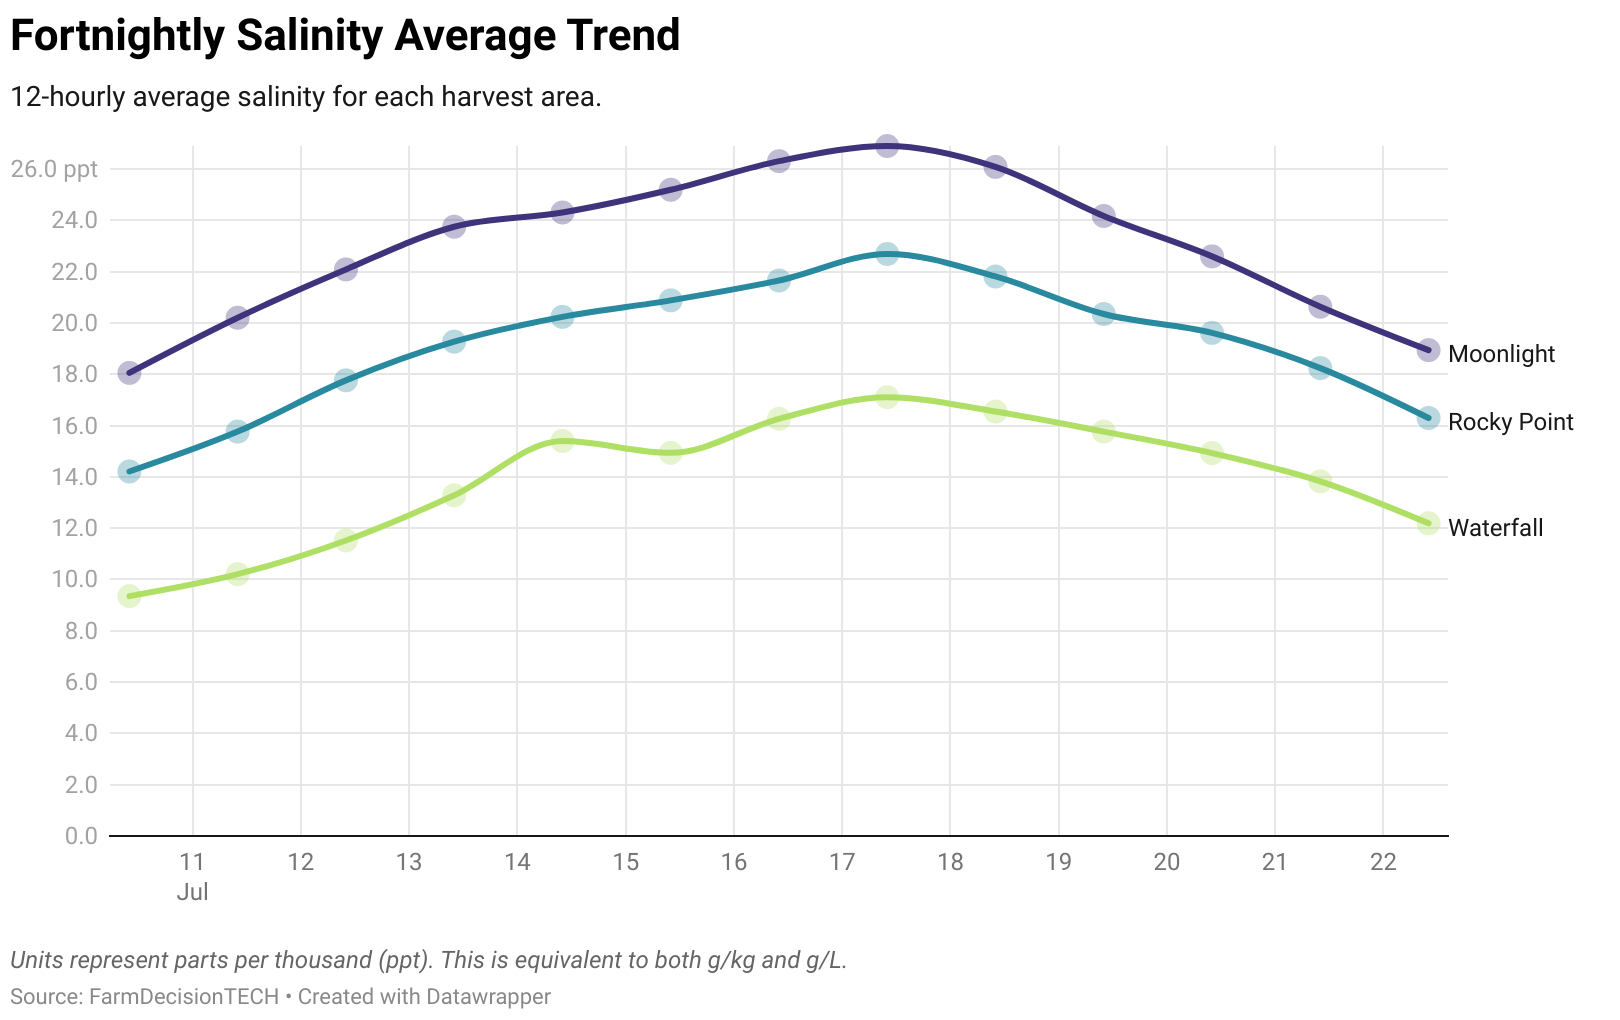 Fortnightly Salinity Average Trend
12-hourly average salinity for each harvest area.
26.0 ppt
24.0
22.0
20.0
18.0
16.0
14.0
12.0
10.0
8.0
6.0
4.0
2.0
0.0
Moonlight
Rocky Point
Waterfall
11 12 13 14 15 16 17 18 19 20 21 22
Jul
Units represent parts per thousand (ppt). This is equivalent to both g/kg and g/L.
Source: FarmDecisionTECH • Created with Datawrapper